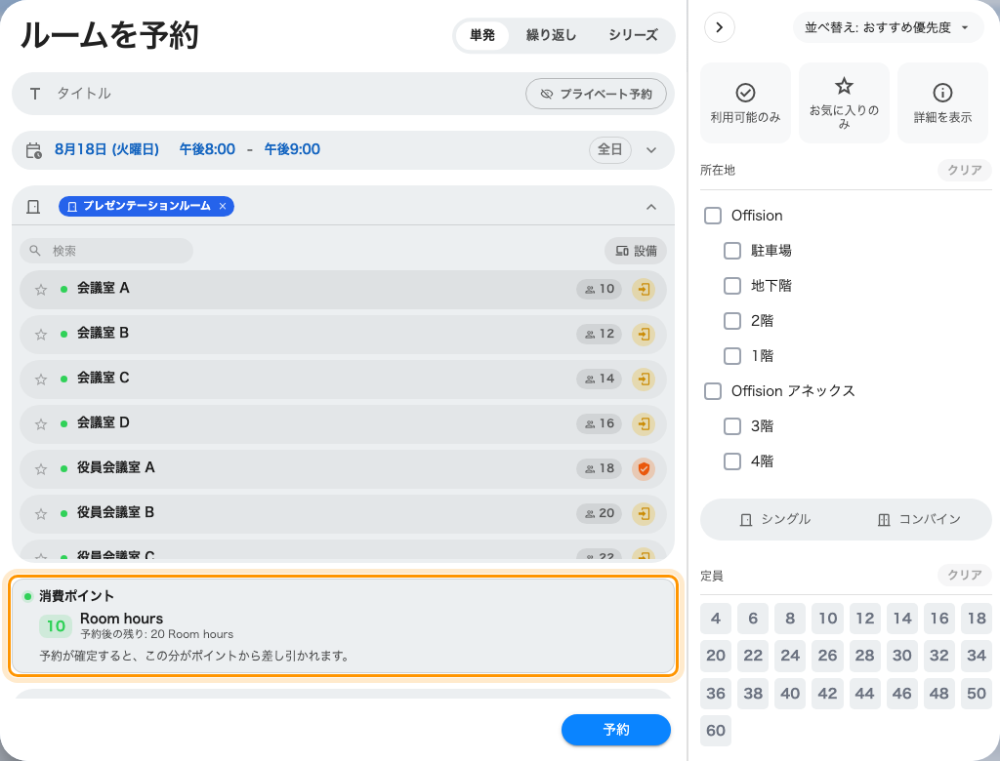 ルームを予約
単発
繰り返し
シリーズ
タイトル
プライベート予約
8月18日 (火曜日) 午後8:00 - 午後9:00
全日
プレゼンテーションルーム ×
検索
設備
会議室 A
10
会議室 B
12
会議室 C
14
会議室 D
16
役員会議室 A
18
役員会議室 B
20
役員会議室 C
22
消費ポイント
10
Room hours
予約後の残り: 20 Room hours
予約が確定すると、この分がポイントから差し引かれます。
予約
並べ替え: おすすめ優先度
利用可能のみ
お気に入りの
み
詳細を表示
所在地
クリア
Offision
駐車場
地下階
2階
1階
Offision アネックス
3階
4階
シングル
コンバイン
定員
クリア
4 6 8 10 12 14 16 18
20 22 24 26 28 30 32 34
36 38 40 42 44 46 48 50
60